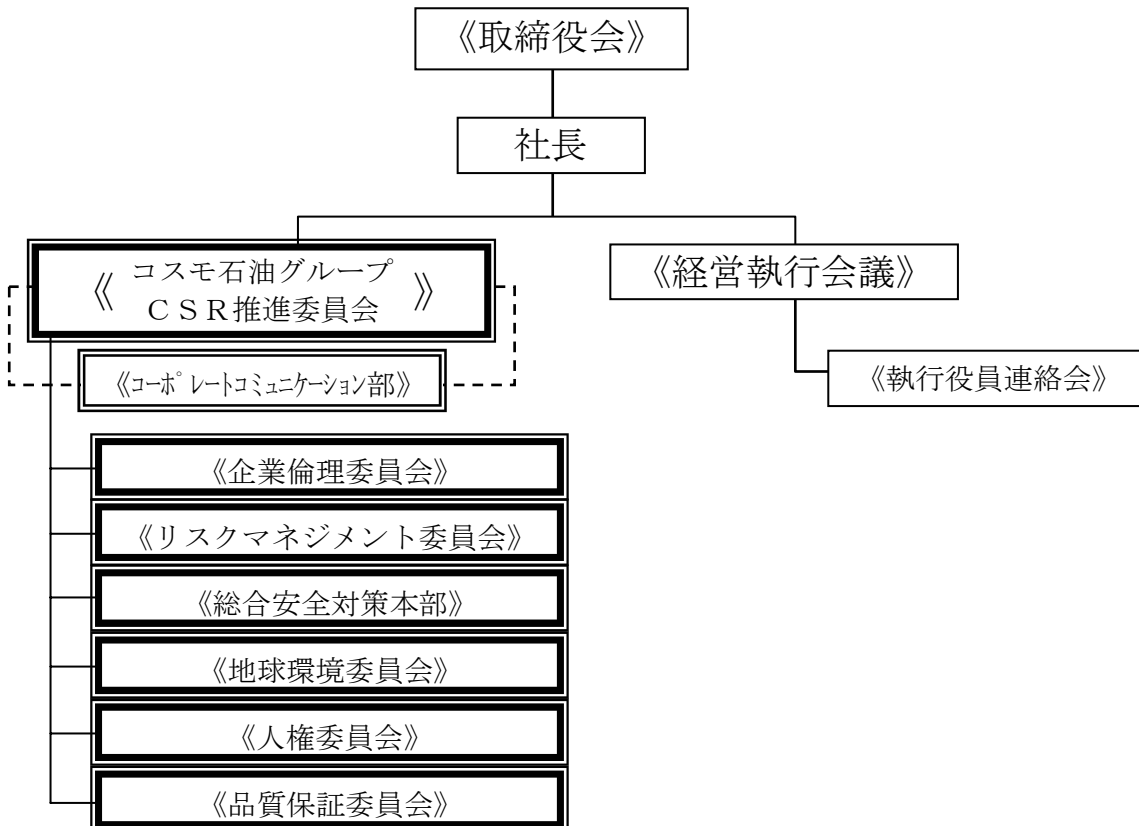 《取締役会》
社長
《コスモ石油グループ
ＣＳＲ推進委員会》
《経営執行会議》
《ｺｰﾎﾟﾚｰﾄｺﾐｭﾆｹｰｼｮﾝ部》
《執行役員連絡会》
《企業倫理委員会》
《リスクマネジメント委員会》
《総合安全対策本部》
《地球環境委員会》
《人権委員会》
《品質保証委員会》